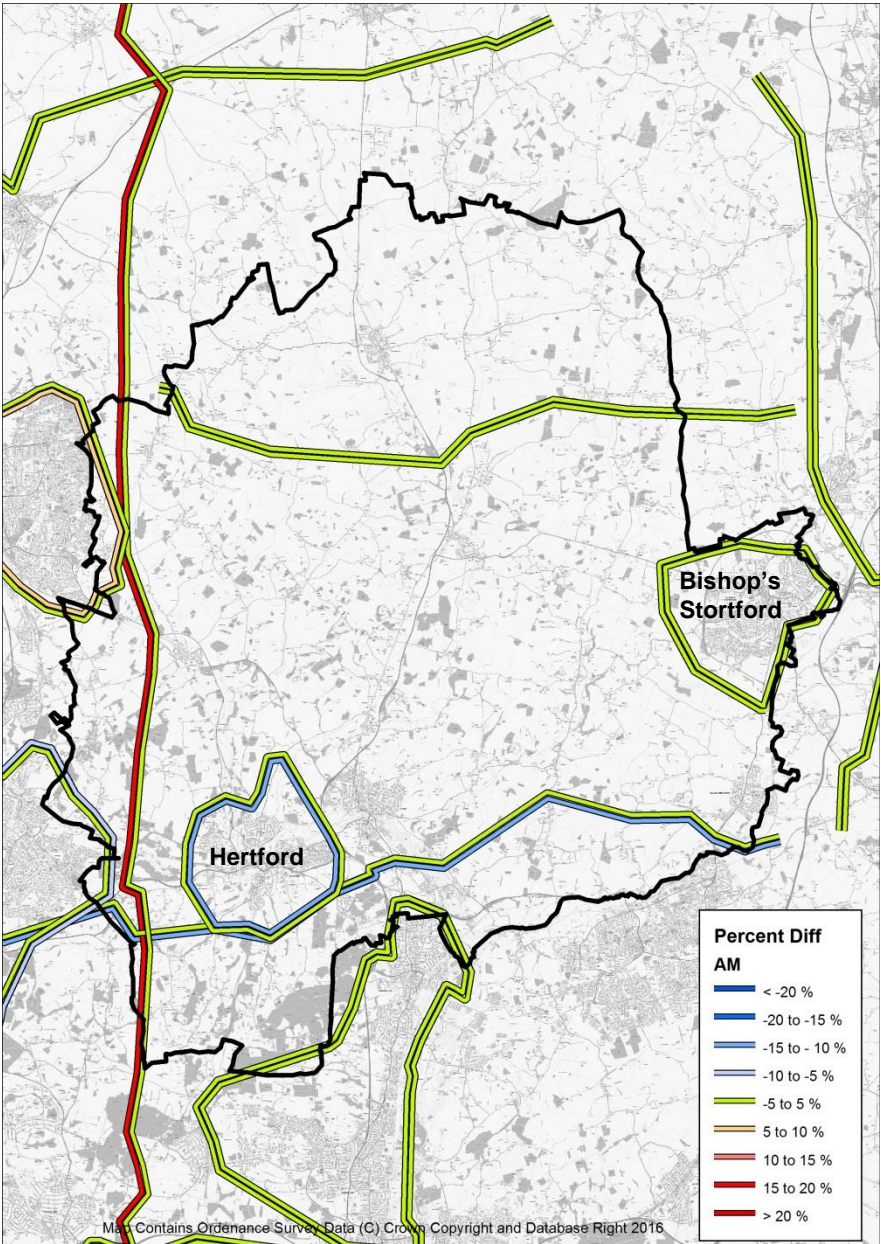 Bishop's
Stortford
Hertford
Percent Diff
AM
< -20 %
-20 to -15 %
-15 to - 10 %
-10 to -5 %
-5 to 5 %
5 to 10 %
10 to 15 %
15 to 20 %
> 20 %
Map Contains Ordenance Survey Data (C) Crown Copyright and Database Right 2016